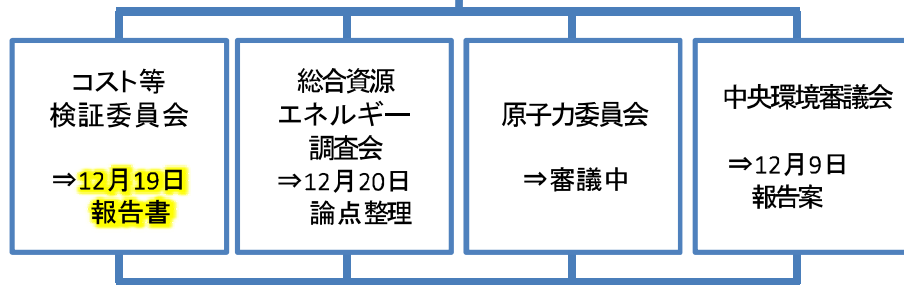 コスト等
検証委員会
⇒12月19日
報告書
総合資源
エネルギー
調査会
⇒12月20日
論点整理
原子力委員会
⇒審議中
中央環境審議会
⇒12月9日
報告案